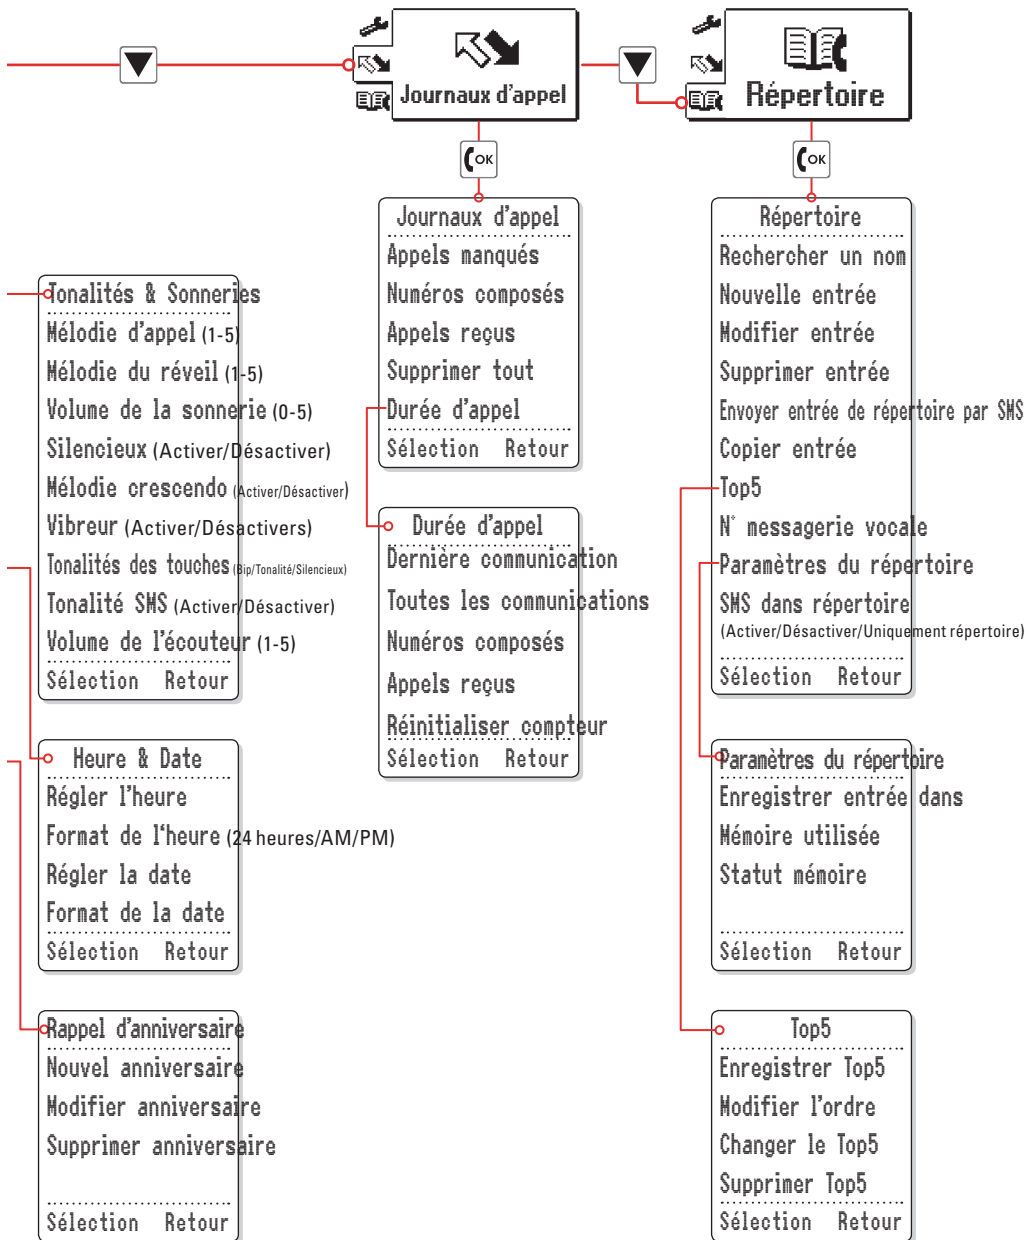 Journaux d'appel
Répertoire
OK
OK
Tonalités & Sonneries
Mélodie d'appel (1-5)
Mélodie du réveil (1-5)
Volume de la sonnerie (0-5)
Silencieux (Activer/Désactiver)
Mélodie crescendo (Activer/Désactiver)
Vibreur (Activer/Désactivers)
Tonalités des touches (Bip/Tonalité/Silencieux)
Tonalité SMS (Activer/Désactiver)
Volume de l'écouteur (1-5)
Sélection Retour
Heure & Date
Régler l'heure
Format de l‘heure (24 heures/AM/PM)
Régler la date
Format de la date
Sélection Retour
Rappel d'anniversaire
Nouvel anniversaire
Modifier anniversaire
Supprimer anniversaire
Sélection Retour
Journaux d'appel
Appels manqués
Numéros composés
Appels reçus
Supprimer tout
Durée d'appel
Sélection Retour
Durée d'appel
Dernière communication
Toutes les communications
Numéros composés
Appels reçus
Réinitialiser compteur
Sélection Retour
Répertoire
Rechercher un nom
Nouvelle entrée
Modifier entrée
Supprimer entrée
Envoyer entrée de répertoire par SMS
Copier entrée
Top5
N° messagerie vocale
Paramètres du répertoire
SMS dans répertoire
(Activer/Désactiver/Uniquement répertoire)
Sélection Retour
Paramètres du répertoire
Enregistrer entrée dans
Mémoire utilisée
Statut mémoire
Sélection Retour
Top5
Enregistrer Top5
Modifier l'ordre
Changer le Top5
Supprimer Top5
Sélection Retour